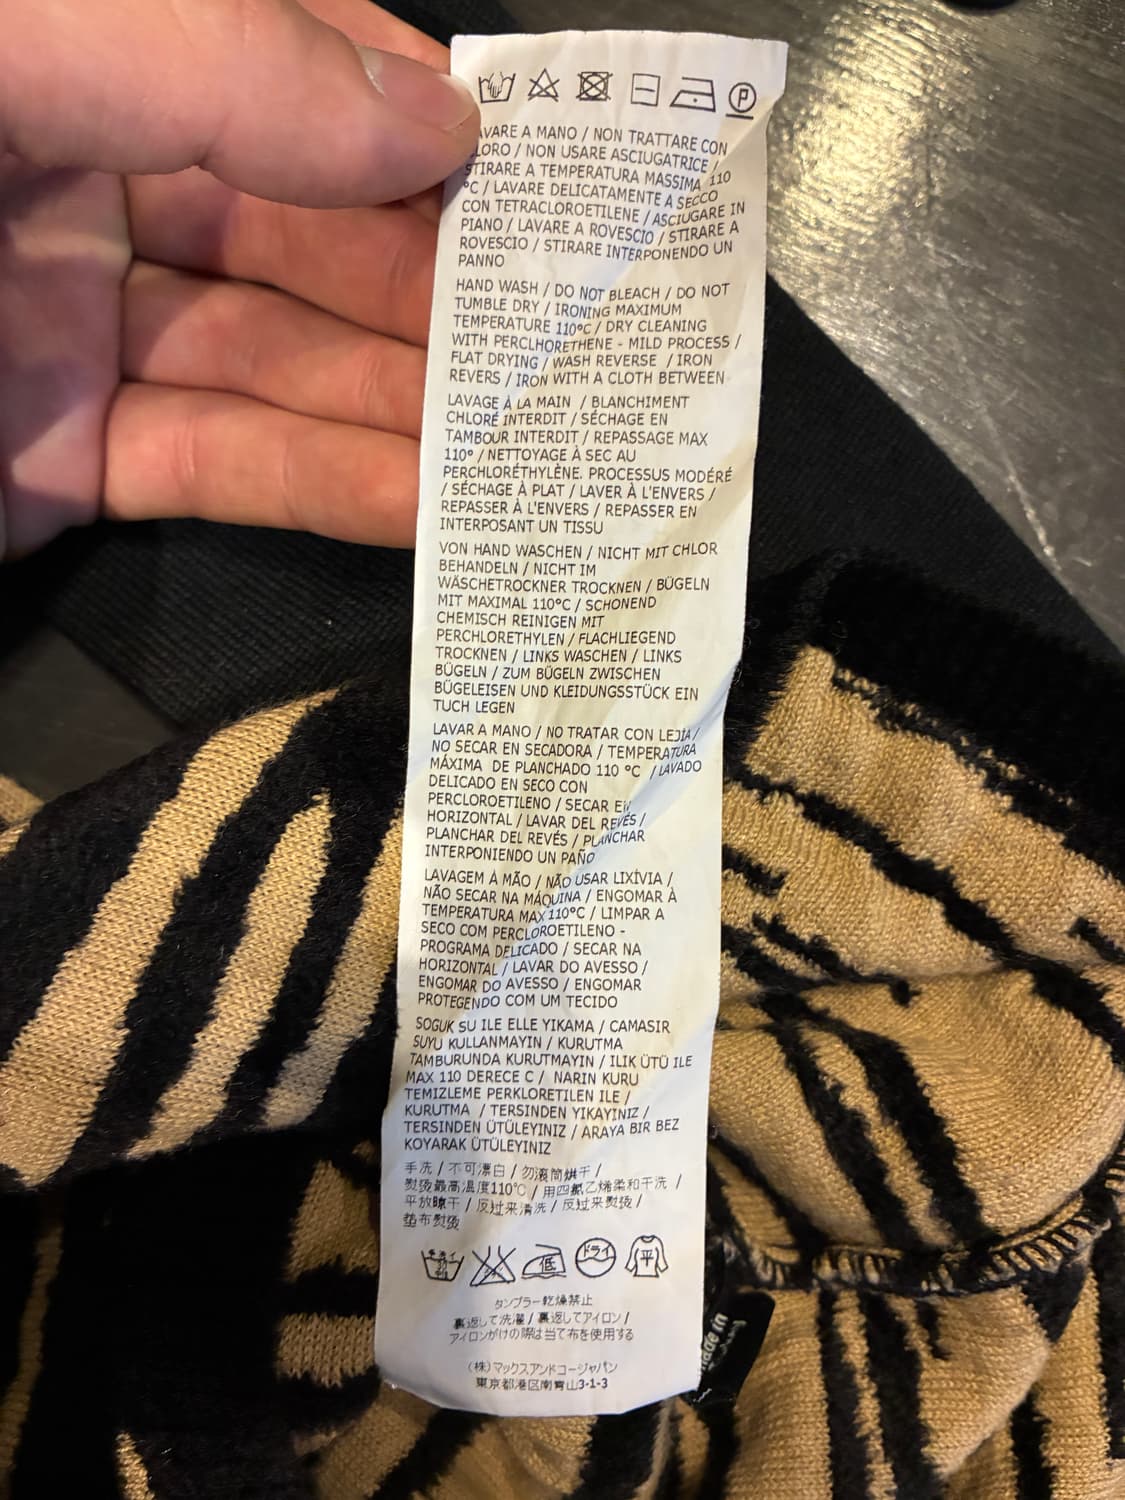 P
AVARE A MANO / NON TRATTARE CON
LORO / NON USARE ASCIUGATRICE /
STIRARE A TEMPERATURA MASSIMA 110
°C / LAVARE DELICATAMENTE A SECCO
CON TETRACLOROETILENE / ASCIUGARE IN
PIANO / LAVARE A ROVESCIO / STIRARE A
ROVESCIO / STIRARE INTERPONENDO UN
PANNO
HAND WASH / DO NOT BLEACH / DO NOT
TUMBLE DRY / IRONING MAXIMUM
TEMPERATURE 110°C / DRY CLEANING
WITH PERCLHORETHENE - MILD PROCESS /
FLAT DRYING / WASH REVERSE / IRON
REVERS / IRON WITH A CLOTH BETWEEN
LAVAGE À LA MAIN / BLANCHIMENT
CHLORÉ INTERDIT / SÉCHAGE EN
TAMBOUR INTERDIT / REPASSAGE MAX
110° / NETTOYAGE À SEC AU
PERCHLORÉTHYLÈNE. PROCESSUS MODÉRÉ
/ SÉCHAGE À PLAT / LAVER À L'ENVERS /
REPASSER À L'ENVERS / REPASSER EN
INTERPOSANT UN TISSU
VON HAND WASCHEN / NICHT MIT CHLOR
BEHANDELN / NICHT IM
WÄSCHETROCKNER TROCKNEN / BÜGELN
MIT MAXIMAL 110°C / SCHONEND
CHEMISCH REINIGEN MIT
PERCHLORETHYLEN / FLACHLIEGEND
TROCKNEN / LINKS WASCHEN / LINKS
BÜGELN / ZUM BÜGELN ZWISCHEN
BÜGELEISEN UND KLEIDUNGSSTÜCK EIN
TUCH LEGEN
LAVAR A MANO / NO TRATAR CON LEJÍA /
NO SECAR EN SECADORA / TEMPERATURA
MÁXIMA DE PLANCHADO 110 °C / LAVADO
DELICADO EN SECO CON
PERCLOROETILENO / SECAR EN
HORIZONTAL / LAVAR DEL REVÉS /
PLANCHAR DEL REVÉS / PLANCHAR
INTERPONIENDO UN PAÑO
LAVAGEM À MÃO / NÃO USAR LIXÍVIA /
NÃO SECAR NA MÁQUINA / ENGOMAR À
TEMPERATURA MAX 110°C / LIMPAR A
SECO COM PERCLOROETILENO -
PROGRAMA DELICADO / SECAR NA
HORIZONTAL / LAVAR DO AVESSO /
ENGOMAR DO AVESSO / ENGOMAR
PROTEGENDO COM UM TECIDO
SOGUK SU ILE ELLE YIKAMA / CAMASIR
SUYU KULLANMAYIN / KURUTMA
TAMBURUNDA KURUTMAYIN / ILIK ÜTÜ ILE
MAX 110 DERECE C / NARIN KURU
TEMIZLEME PERKLORETILEN ILE /
KURUTMA / TERSINDEN YIKAYINIZ /
TERSINDEN ÜTÜLEYINIZ / ARAYA BIR BEZ
KOYARAK ÜTÜLEYINIZ
手洗 / 不可漂白 / 勿滚筒烘干 /
熨烫最高温度110℃ / 用四氯乙烯柔和干洗 /
平放晾干 / 反过来清洗 / 反过来熨烫 /
垫布熨烫
手洗イ 低 ドライ 平
タンブラー乾燥禁止
裏返して洗濯 / 裏返してアイロン /
アイロンがけの際は当て布を使用する
(株)マックスアンドコージャパン
東京都港区南青山3-1-3
made in